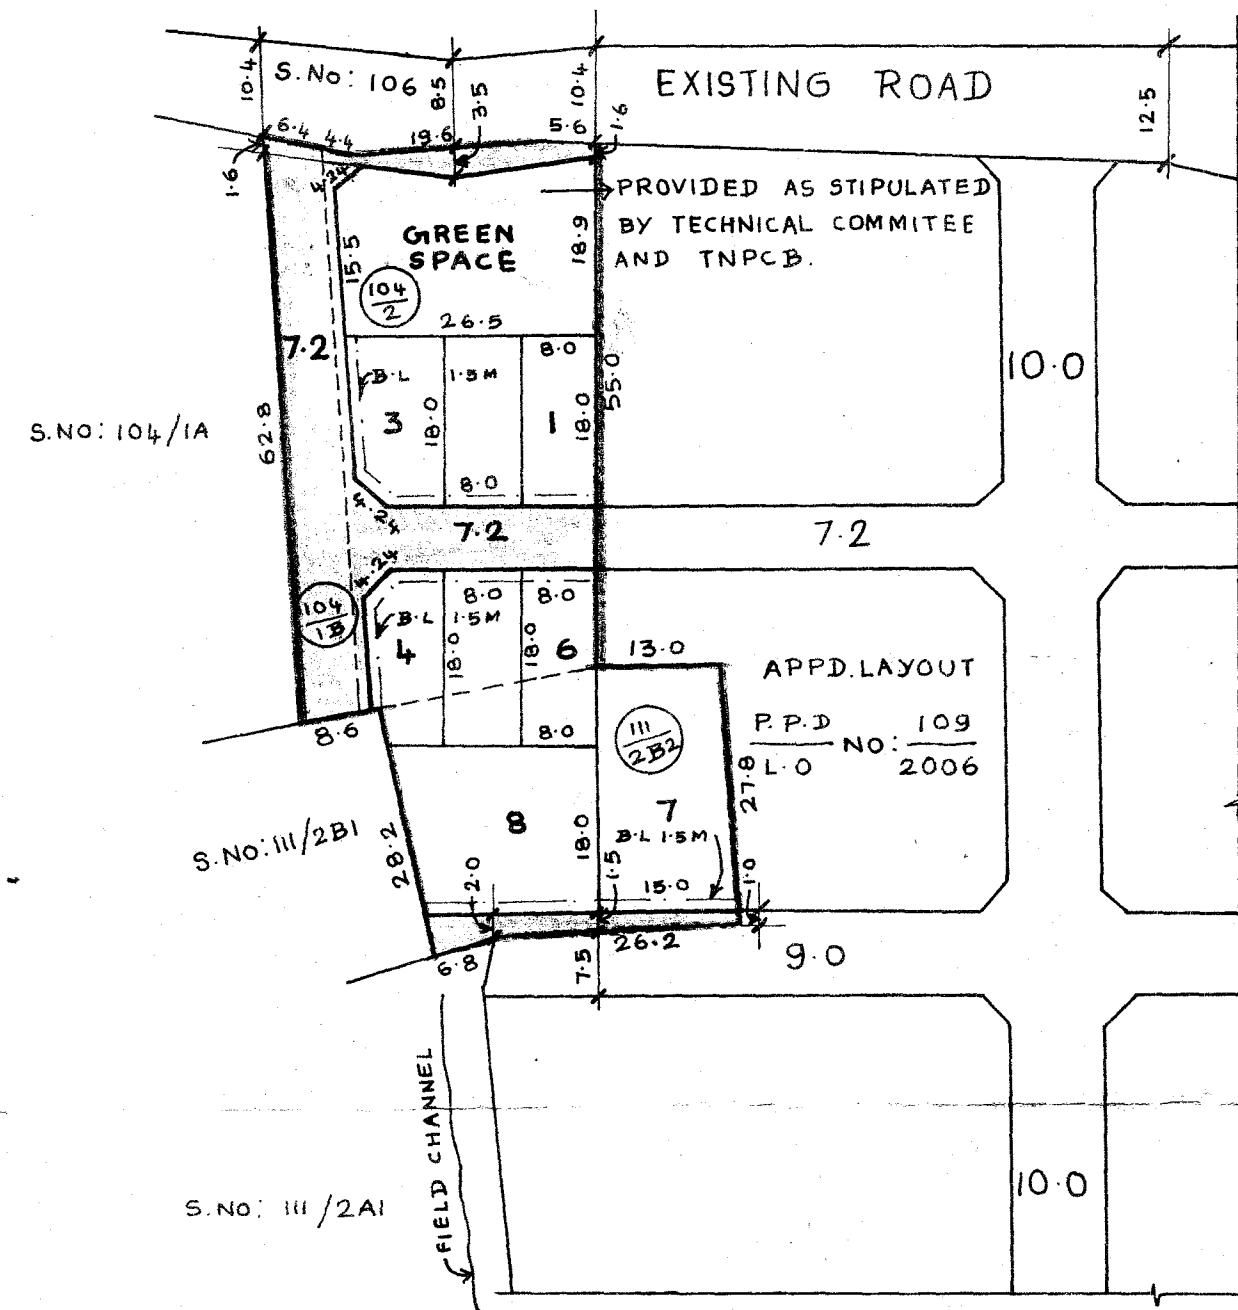 S.No: 106
EXISTING ROAD
10.4
8.5
3.5
10.4
1.6
12.5
6.4
4.4
19.6
5.6
1.6
4.24
PROVIDED AS STIPULATED
BY TECHNICAL COMMITEE
AND TNPCB.
GREEN
SPACE
15.5
18.9
104
2
26.5
7.2
8.0
B.L
1.5M
55.0
10.0
3
18.0
1
18.0
S.NO: 104/1A
62.8
8.0
4.24
7.2
7.2
4.24
104
1B
8.0
8.0
B.L
1.5M
4
18.0
18.0
6
13.0
APPD.LAYOUT
8.6
8.0
111
2B2
P.P.D
L.O
NO:
109
2006
27.8
S.NO:111/2B1
28.2
8
18.0
7
B.L 1.5M
2.0
1.5
15.0
1.0
6.8
7.5
26.2
9.0
FIELD CHANNEL
S.NO: 111/2A1
10.0